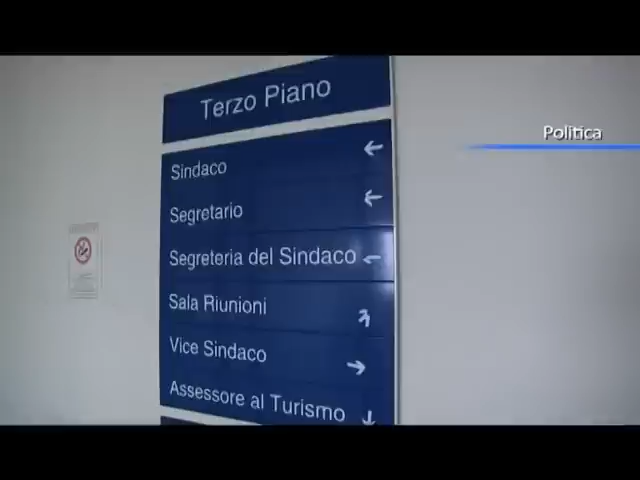 Terzo Piano
Politica
Sindaco ←
Segretario ←
Segreteria del Sindaco ←
Sala Riunioni
Vice Sindaco →
Assessore al Turismo ↓